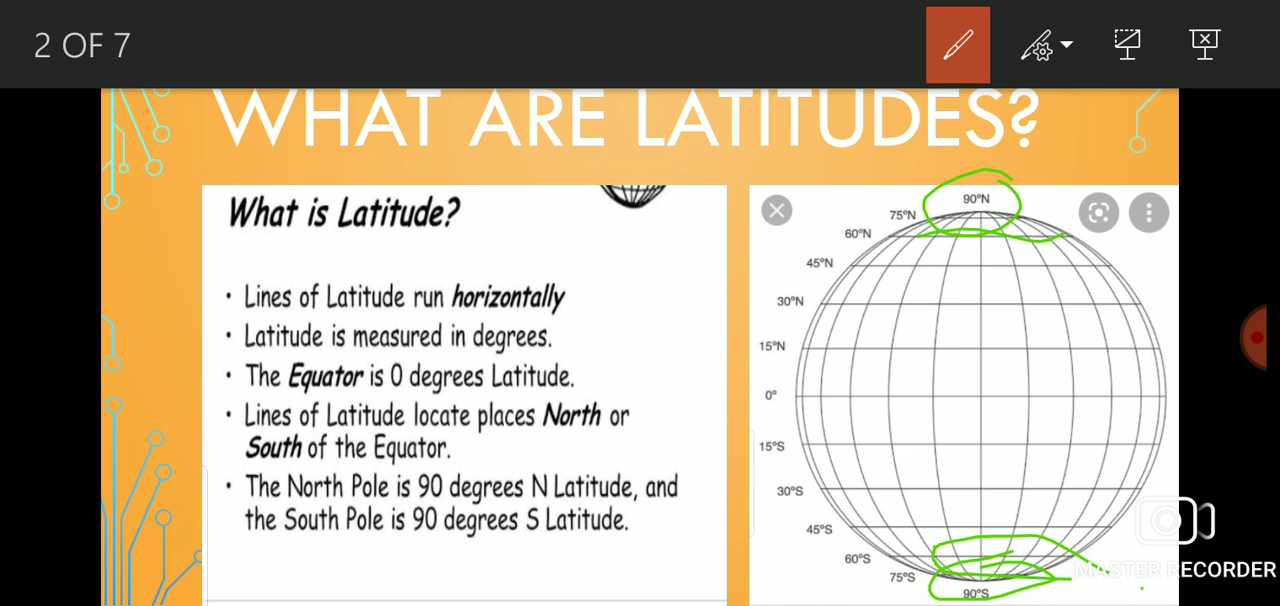 2 OF 7
WHAT ARE LATITUDES?
What is Latitude?
• Lines of Latitude run horizontally
• Latitude is measured in degrees.
• The Equator is 0 degrees Latitude.
• Lines of Latitude locate places North or
South of the Equator.
• The North Pole is 90 degrees N Latitude, and
the South Pole is 90 degrees S Latitude.
90°N
75°N
60°N
45°N
30°N
15°N
0°
15°S
30°S
45°S
60°S
75°S
90°S
MASTER RECORDER